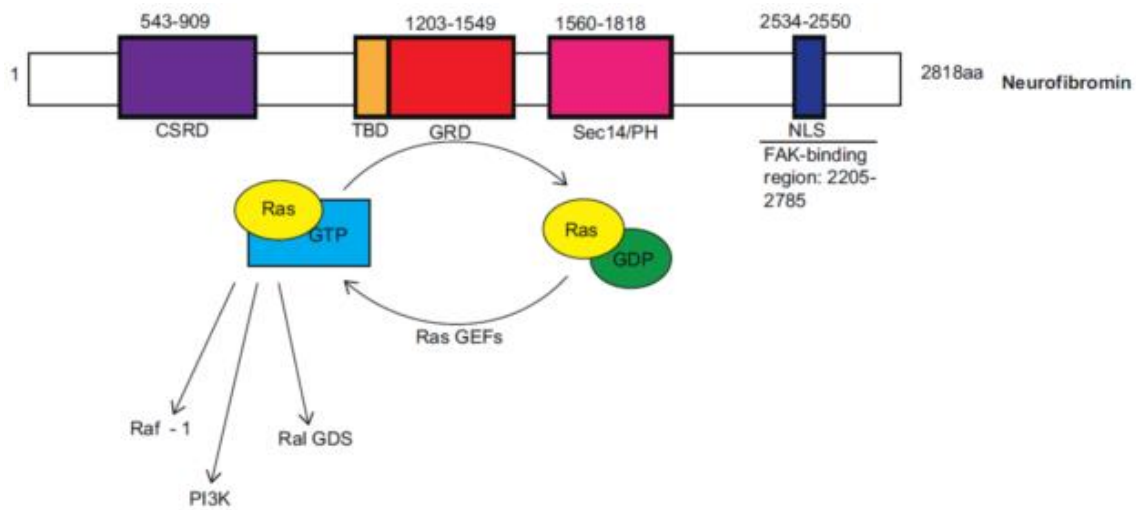 543-909
1203-1549
1560-1818
2534-2550
1
2818aa
Neurofibromin
CSRD
TBD
GRD
Sec14/PH
NLS
FAK-binding
region: 2205-
2785
Ras
GTP
Ras
GDP
Ras GEFs
Raf - 1
Ral GDS
PI3K